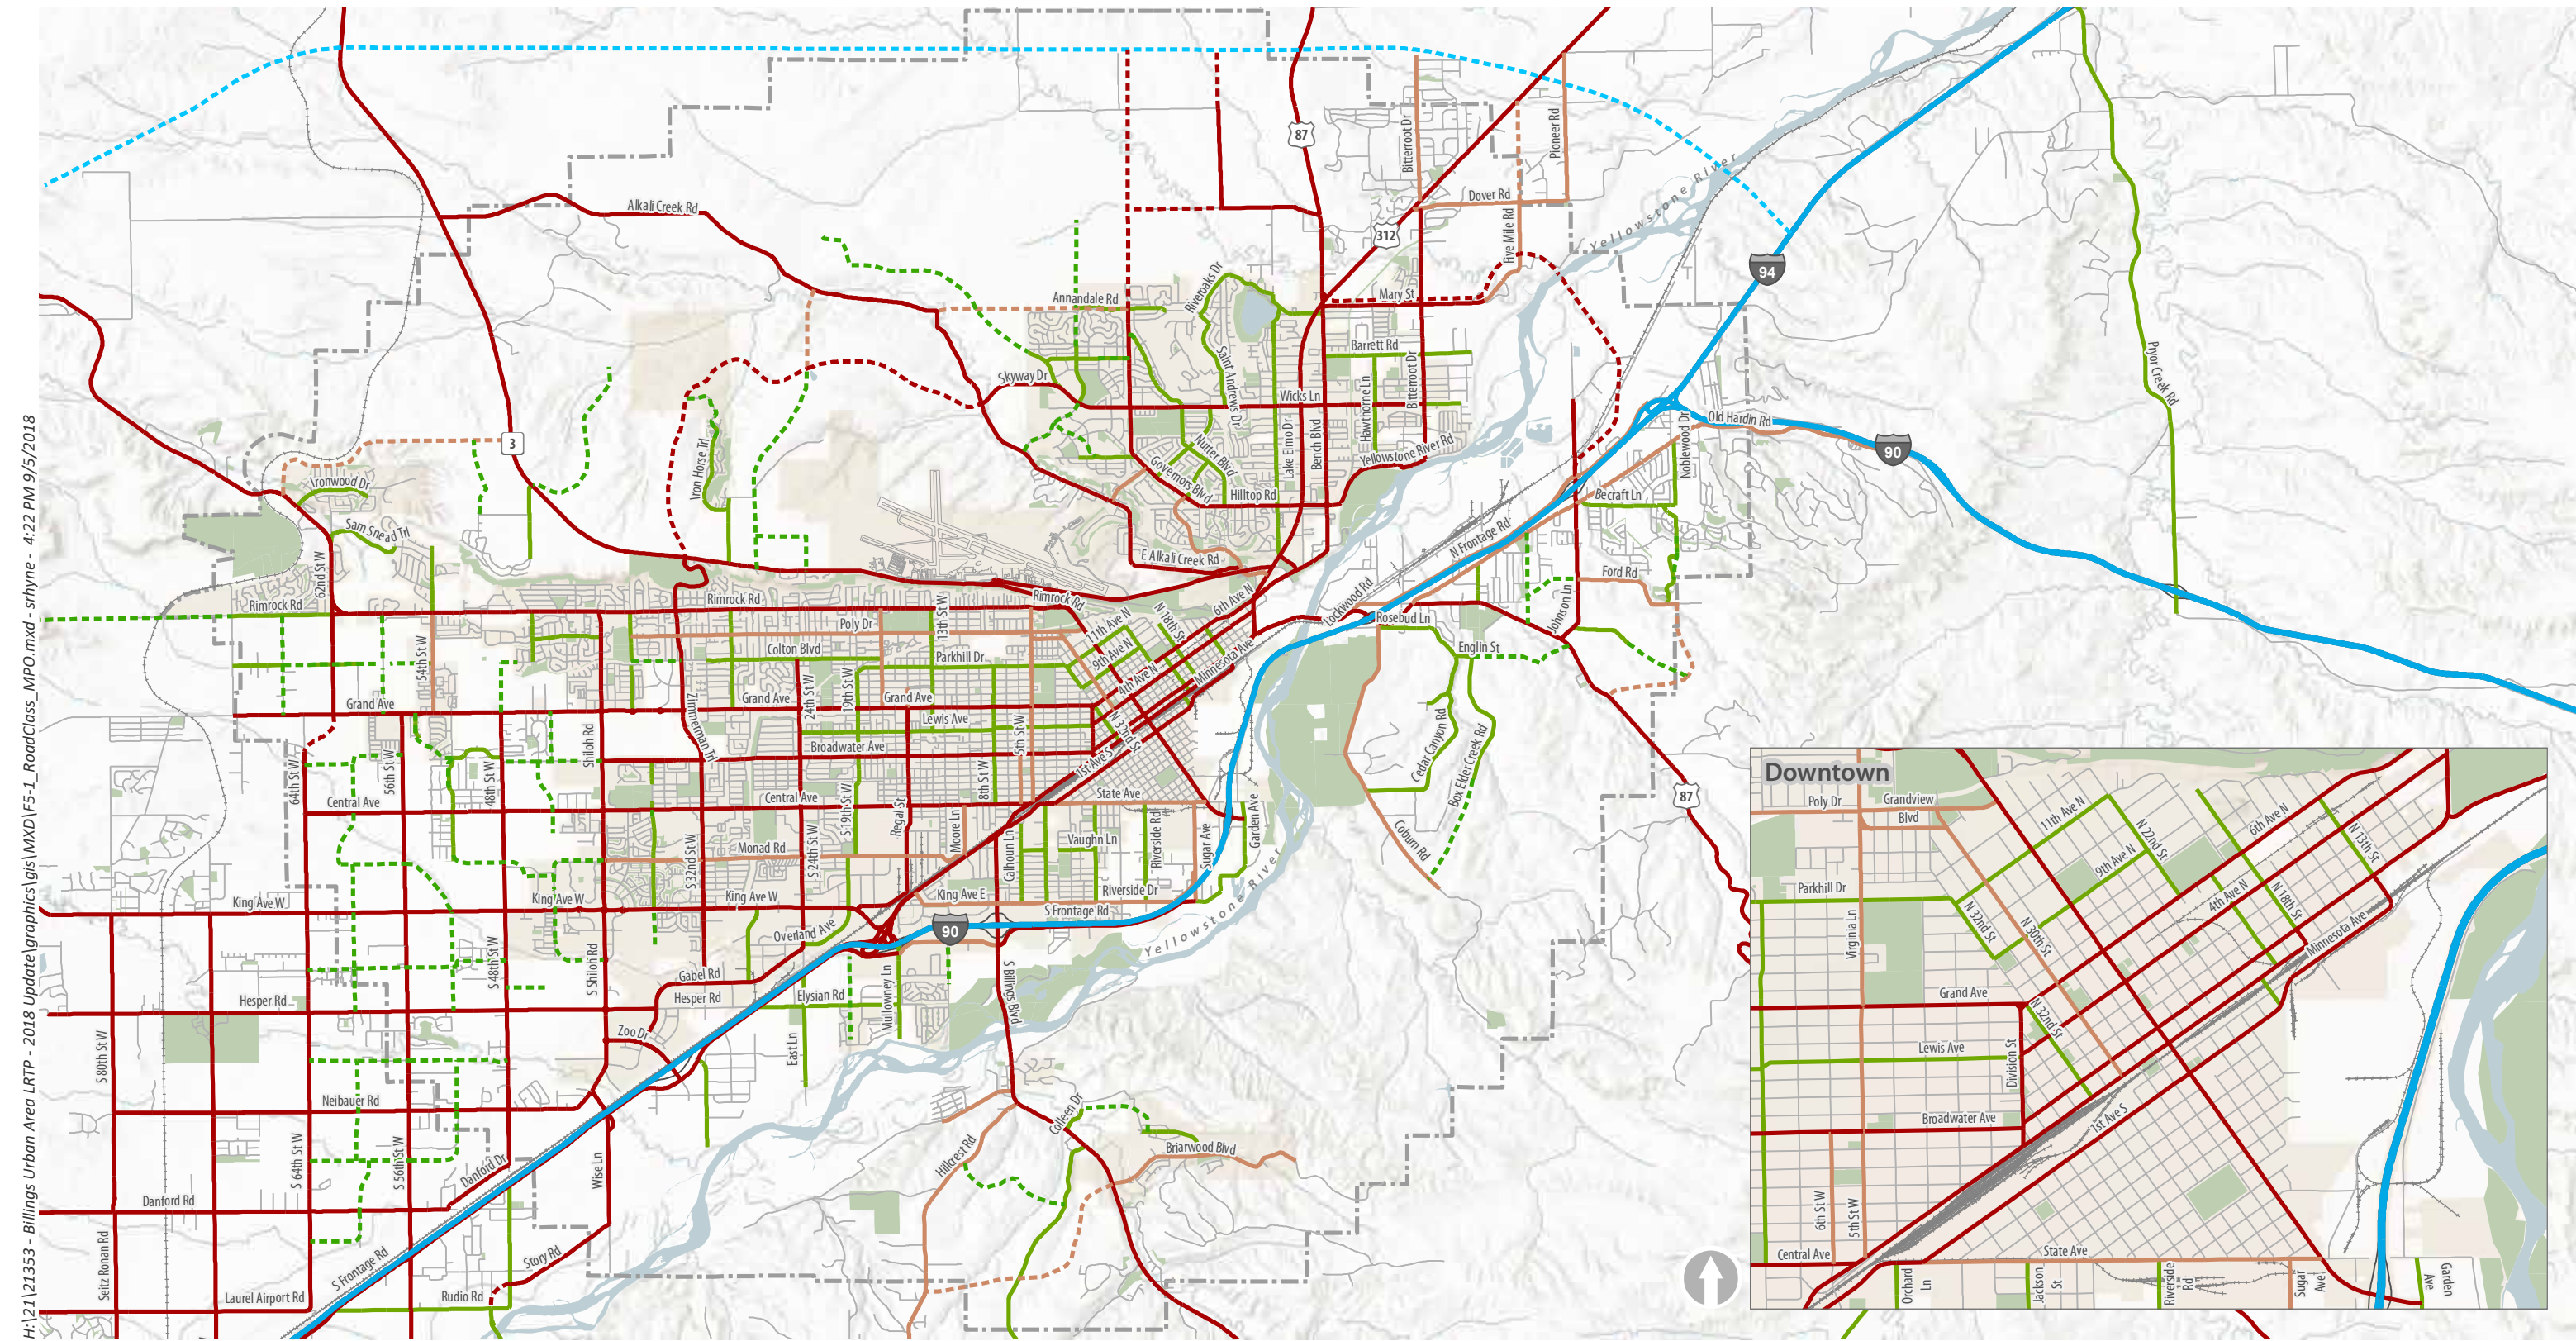 H:\21\21353 - Billings Urban Area LRTP - 2018 Update\graphics\gis\MXD\F5-1_RoadClass_MPO.mxd - srhyne - 4:22 PM 9/5/2018
87
Bitterroot Dr
Pioneer Rd
Yellowstone River
Alkali Creek Rd
Dover Rd
312
Five Mile Rd
94
Annandale Rd
Riveroaks Dr
Mary St
Barrett Rd
Skyway Dr
Saint Andrews Dr
Wicks Ln
Hawthorne Ln
Bitterroot Dr
Pryor Creek Rd
3
Iron Horse Trl
Nutter Blvd
Governors Blvd
Lake Elmo Dr
Bench Blvd
Yellowstone River Rd
Hilltop Rd
Noblewood Dr
Old Hardin Rd
90
Ironwood Dr
Sam Snead Trl
Becraft Ln
N Frontage Rd
E Alkali Creek Rd
Ford Rd
62nd St W
Rimrock Rd
Rimrock Rd
Rimrock Rd
13th St W
Poly Dr
11th Ave N
9th Ave N
N 18th St
6th Ave N
Lockwood Rd
Rosebud Ln
Johnson Ln
Englin St
54th St W
Colton Blvd
Parkhill Dr
4th Ave N
Minnesota Ave
Grand Ave
Zimmerman Trl
Grand Ave
24th St W
19th St W
Grand Ave
Lewis Ave
Broadwater Ave
5th St W
N 32nd St
1st Ave S
Shiloh Rd
Cedar Canyon Rd
Box Elder Creek Rd
64th St W
56th St W
48th St W
Central Ave
Central Ave
S 19th St W
Regal St
8th St W
State Ave
87
Moore Ln
Calhoun Ln
Vaughn Ln
Riverside Rd
Sugar Ave
Garden Ave
Coburn Rd
S 32nd St W
Monad Rd
S 24th St W
King Ave W
King Ave W
King Ave W
King Ave E
Riverside Dr
S Frontage Rd
90
Overland Ave
Yellowstone River
S 48th St W
S Shiloh Rd
Gabel Rd
Hesper Rd
Hesper Rd
Elysian Rd
Mullowney Ln
S Billings Blvd
Zoo Dr
East Ln
S 80th St W
Neibauer Rd
Colleen Dr
Hillcrest Rd
Briarwood Blvd
S 64th St W
S 56th St W
Danford Dr
Wise Ln
Danford Rd
Seitz Ronan Rd
S Frontage Rd
Story Rd
Laurel Airport Rd
Rudio Rd
Downtown
Poly Dr
Grandview
Blvd
11th Ave N
N 22nd St
6th Ave N
N 13th St
9th Ave N
Parkhill Dr
Virginia Ln
N 32nd St
N 30th St
4th Ave N
N 18th St
Minnesota Ave
Grand Ave
N 32nd St
Lewis Ave
Division St
Broadwater Ave
1st Ave S
6th St W
5th St W
Central Ave
State Ave
Orchard
Ln
Jackson
St
Riverside
Rd
Sugar
Ave
Garden
Ave